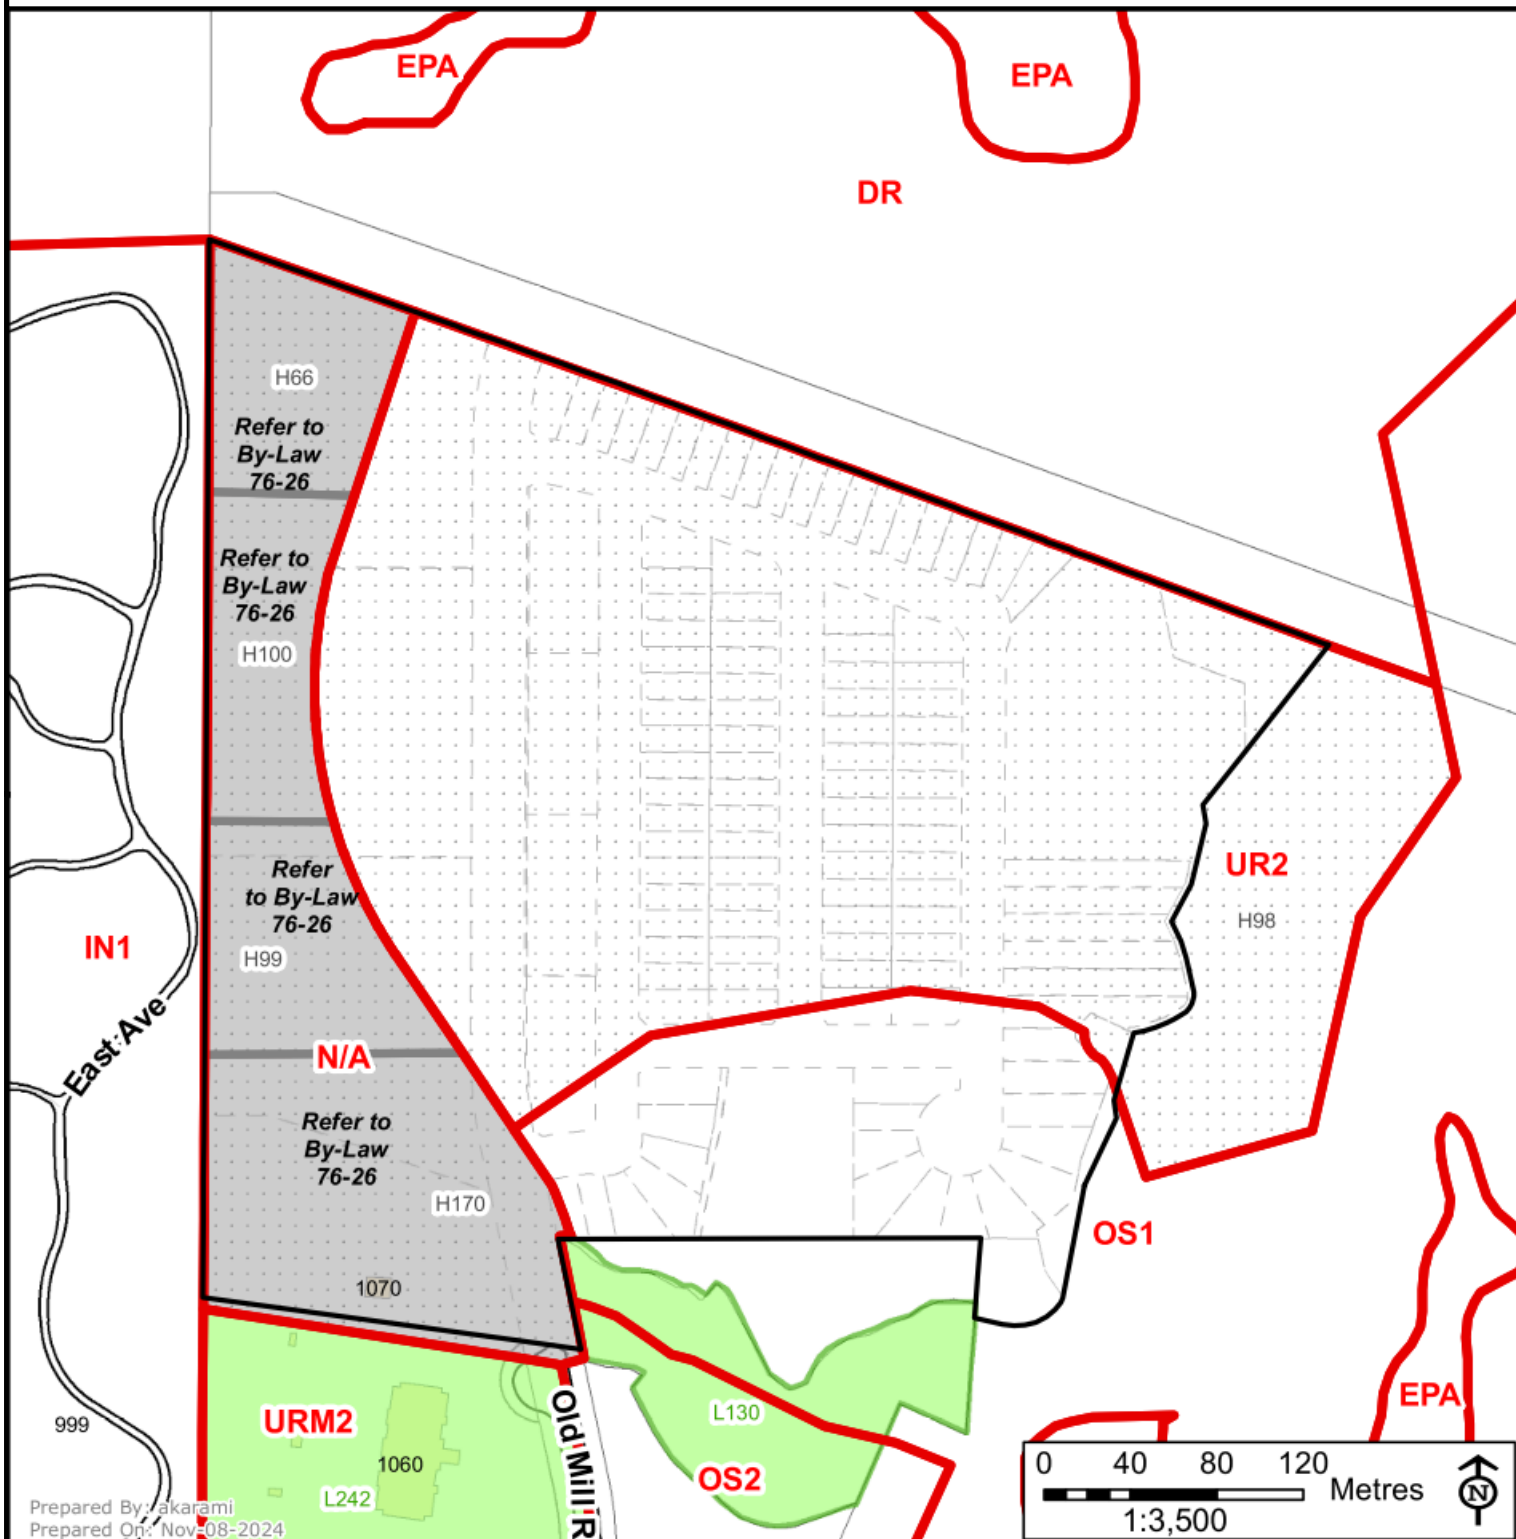 EPA
EPA
DR
H66
Refer to
By-Law
76-26
Refer to
By-Law
76-26
H100
Refer
to By-Law
76-26
H99
UR2
H98
IN1
East Ave
N/A
Refer to
By-Law
76-26
H170
OS1
1070
EPA
L130
URM2
999
1060
OS2
L242
Old Mill R
0 40 80 120
Metres
1:3,500
N
Prepared By: akarami
Prepared On: Nov-08-2024